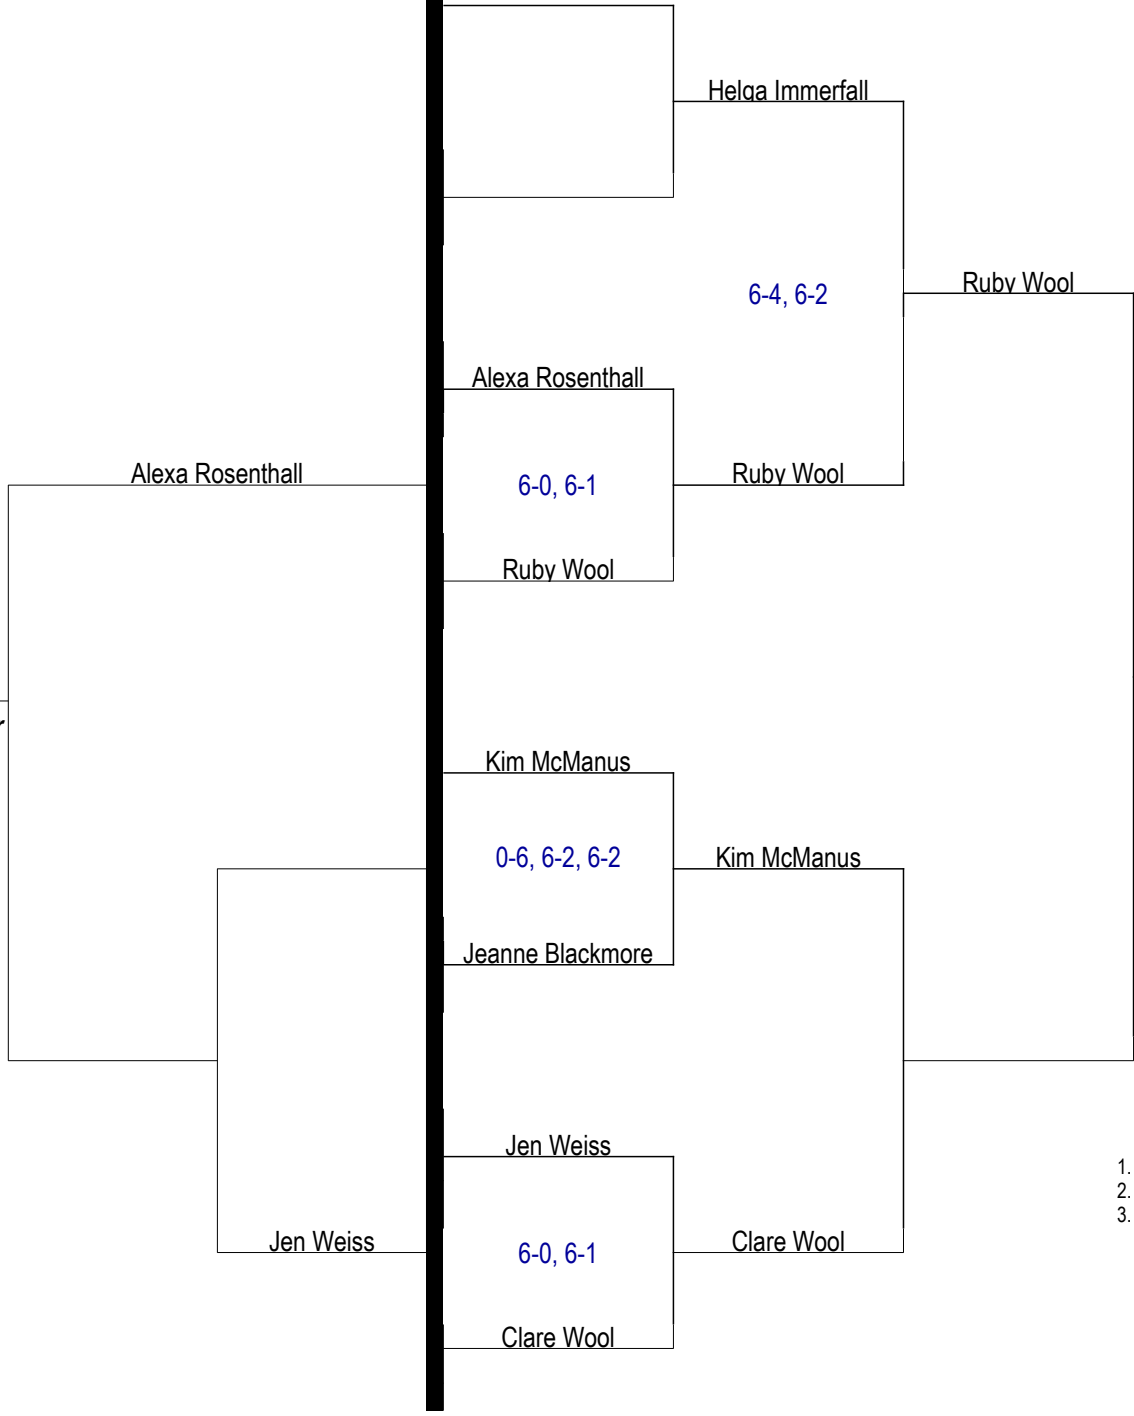 Helga Immerfall
6-4, 6-2
Ruby Wool
Alexa Rosenthall
Alexa Rosenthall
6-0, 6-1
Ruby Wool
Ruby Wool
r
Kim McManus
0-6, 6-2, 6-2
Kim McManus
Jeanne Blackmore
Jen Weiss
1.
2.
3.
Jen Weiss
6-0, 6-1
Clare Wool
Clare Wool